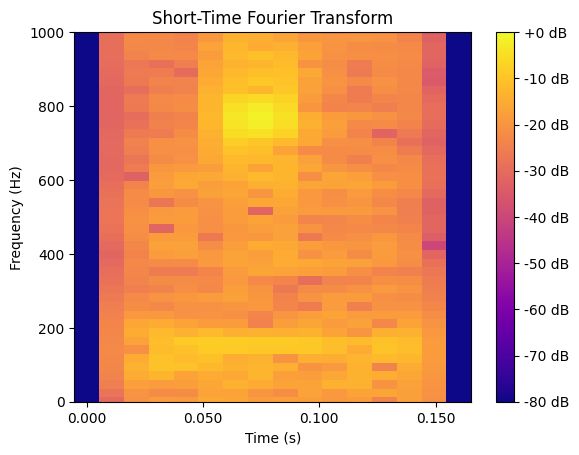 Short-Time Fourier Transform
1000
800
600
400
200
0
Frequency (Hz)
0.000
0.050
0.100
0.150
Time (s)
+0 dB
-10 dB
-20 dB
-30 dB
-40 dB
-50 dB
-60 dB
-70 dB
-80 dB